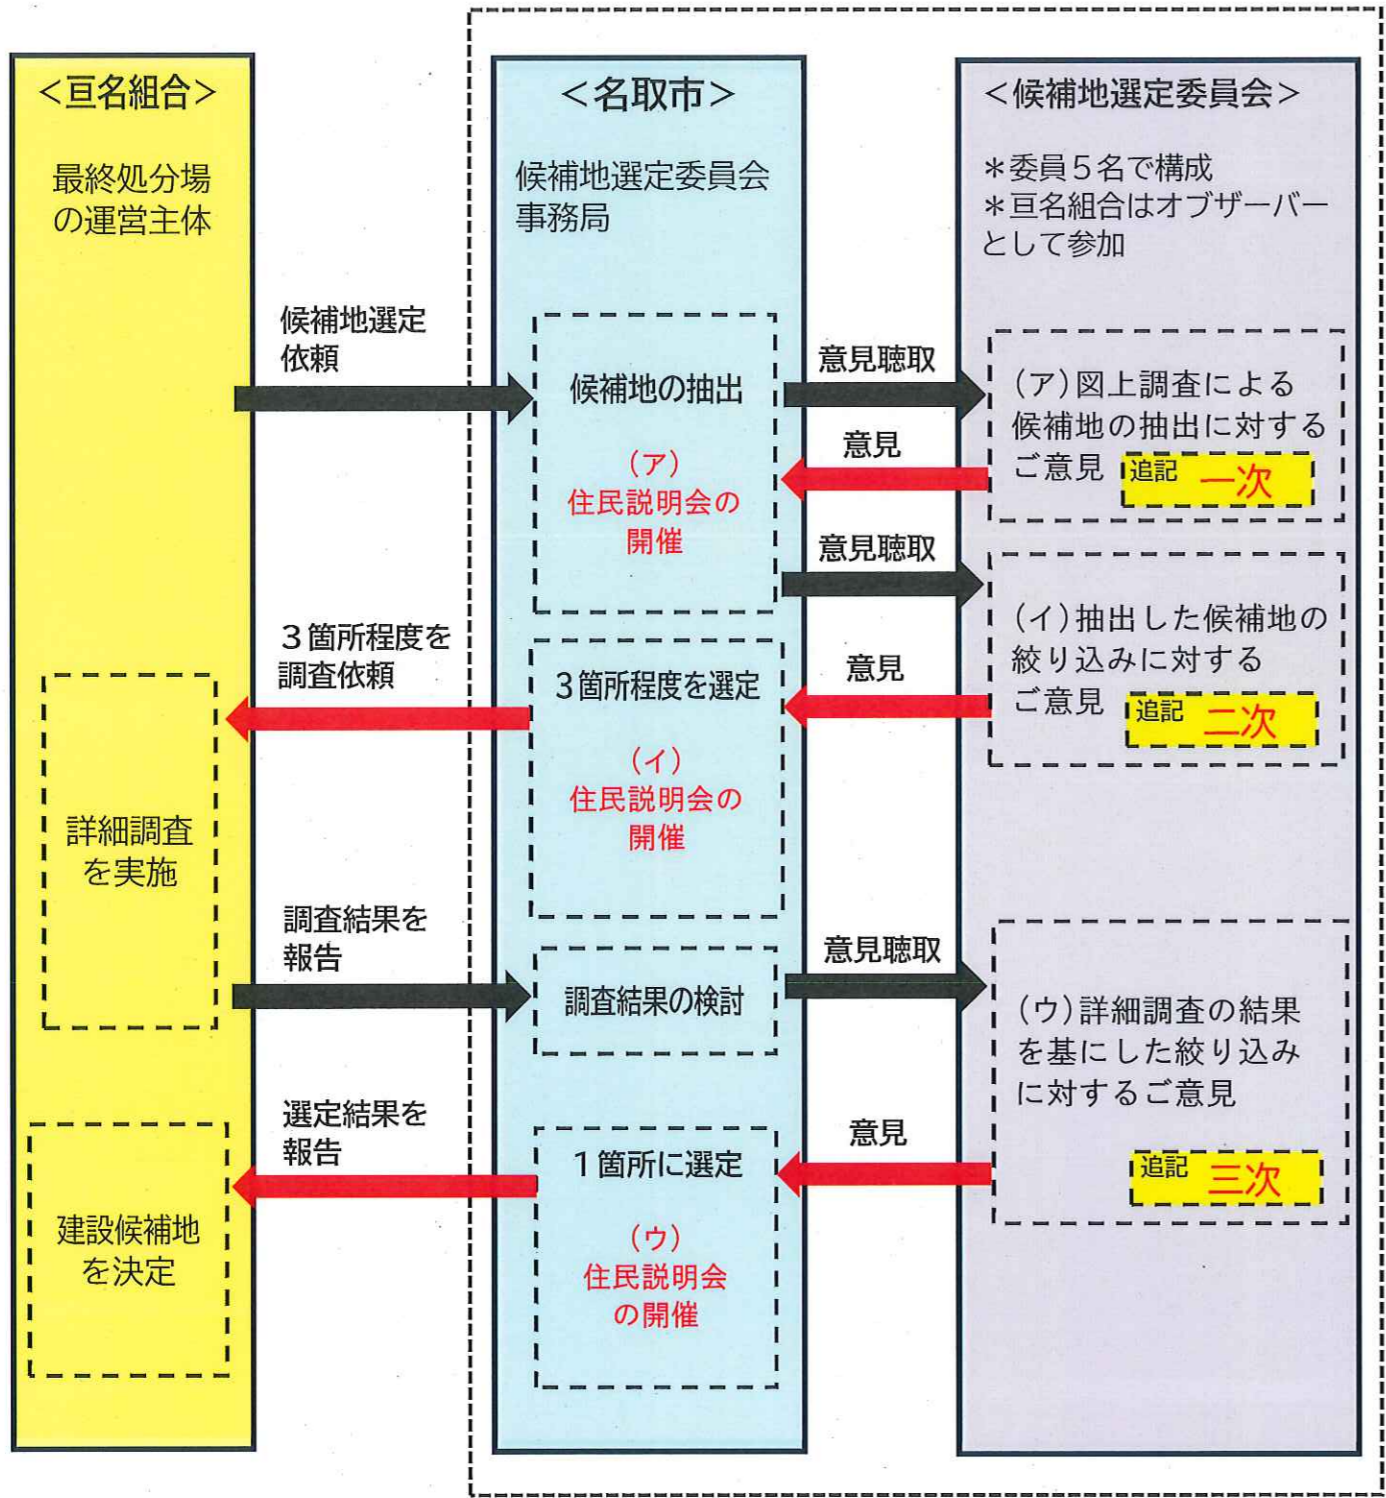 ＜亘名組合＞
最終処分場
の運営主体
候補地選定
依頼
3箇所程度を
調査依頼
詳細調査
を実施
調査結果を
報告
選定結果を
報告
建設候補地
を決定
＜名取市＞
候補地選定委員会
事務局
候補地の抽出
（ア）
住民説明会の
開催
3箇所程度を選定
（イ）
住民説明会の
開催
調査結果の検討
1箇所に選定
（ウ）
住民説明会
の開催
意見聴取
意見
意見聴取
意見
意見聴取
意見
＜候補地選定委員会＞
＊委員5名で構成
＊亘名組合はオブザーバー
として参加
（ア）図上調査による
候補地の抽出に対する
ご意見 追記 一次
（イ）抽出した候補地の
絞り込みに対する
ご意見 追記 二次
（ウ）詳細調査の結果
を基にした絞り込み
に対するご意見
追記 三次